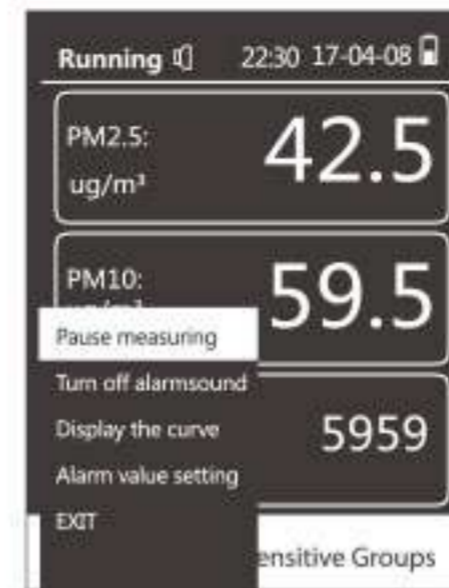 Running 22:30 17-04-08
PM2.5: 42.5
ug/m³
PM10: 59.5
Pause measuring
Turn off alarmsound
Display the curve 5959
Alarm value setting
EXIT
ensitive Groups